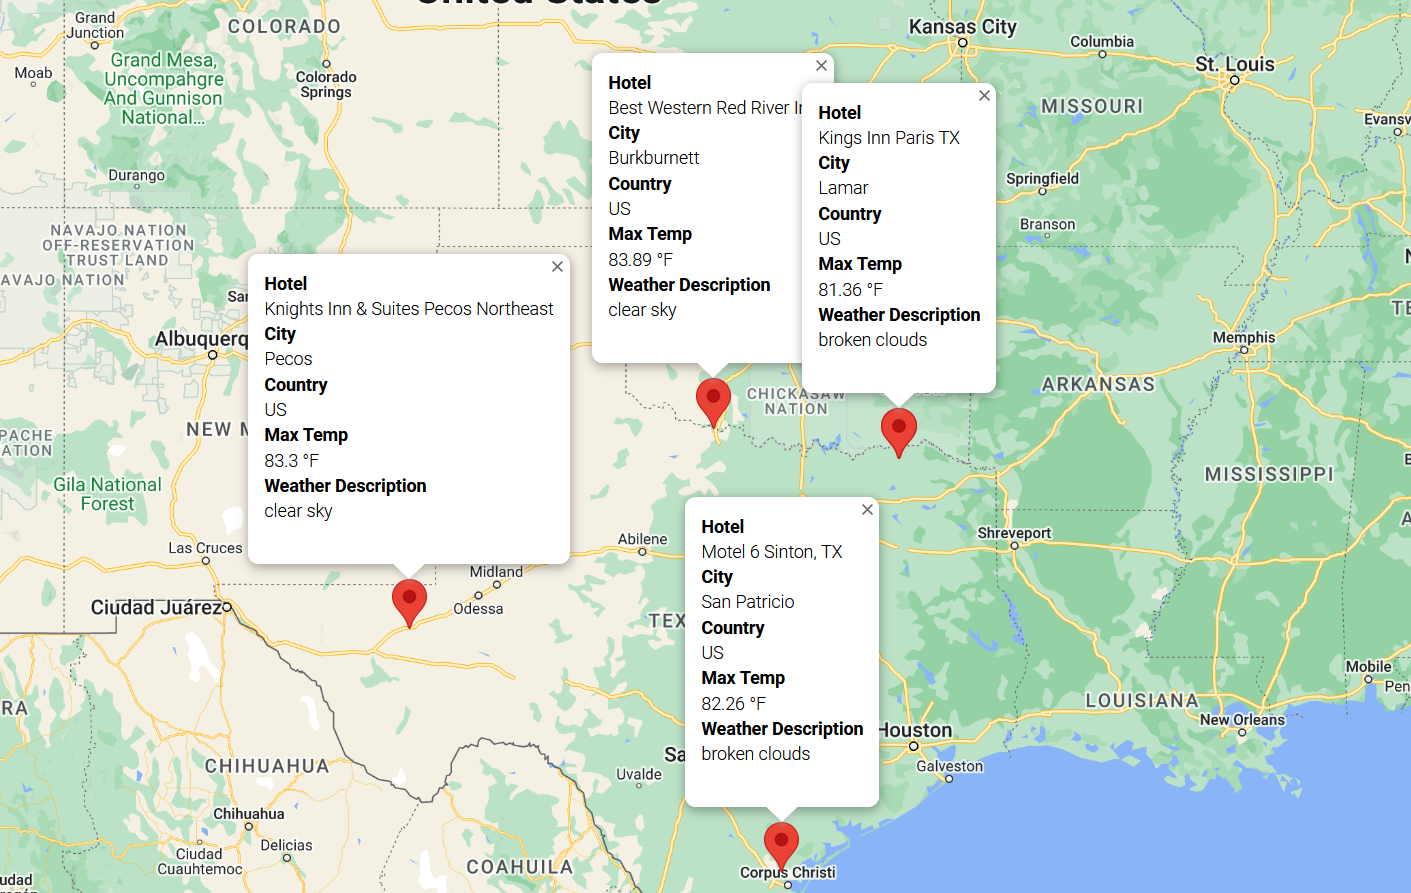 United States
Grand
Junction
COLORADO
Kansas City
Columbia
St. Louis
Moab
Grand Mesa,
Uncompahgre
And Gunnison
National...
Colorado
Springs
MISSOURI
Evansv
Durango
Springfield
Branson
NAVAJO NATION
OFF-RESERVATION
TRUST LAND
AVAJO NATION
San
Albuquerq
Memphis
TE
ARKANSAS
CHICKASAW
NATION
NEW M
PACHE
ATION
Gila National
Forest
MISSISSIPPI
Las Cruces
Abilene
Shreveport
Midland
Odessa
Ciudad Juárez
TEX
Mobile
Pen
RA
LOUISIANA
New Orleans
Houston
Galveston
Sa
Uvalde
CHIHUAHUA
Chihuahua
Delicias
Ciudad
Cuauhtemoc
COAHUILA
Corpus Christi
udad
Hotel
Best Western Red River In
City
Burkburnett
Country
US
Max Temp
83.89 °F
Weather Description
clear sky
Hotel
Kings Inn Paris TX
City
Lamar
Country
US
Max Temp
81.36 °F
Weather Description
broken clouds
Hotel
Knights Inn & Suites Pecos Northeast
City
Pecos
Country
US
Max Temp
83.3 °F
Weather Description
clear sky
Hotel
Motel 6 Sinton, TX
City
San Patricio
Country
US
Max Temp
82.26 °F
Weather Description
broken clouds